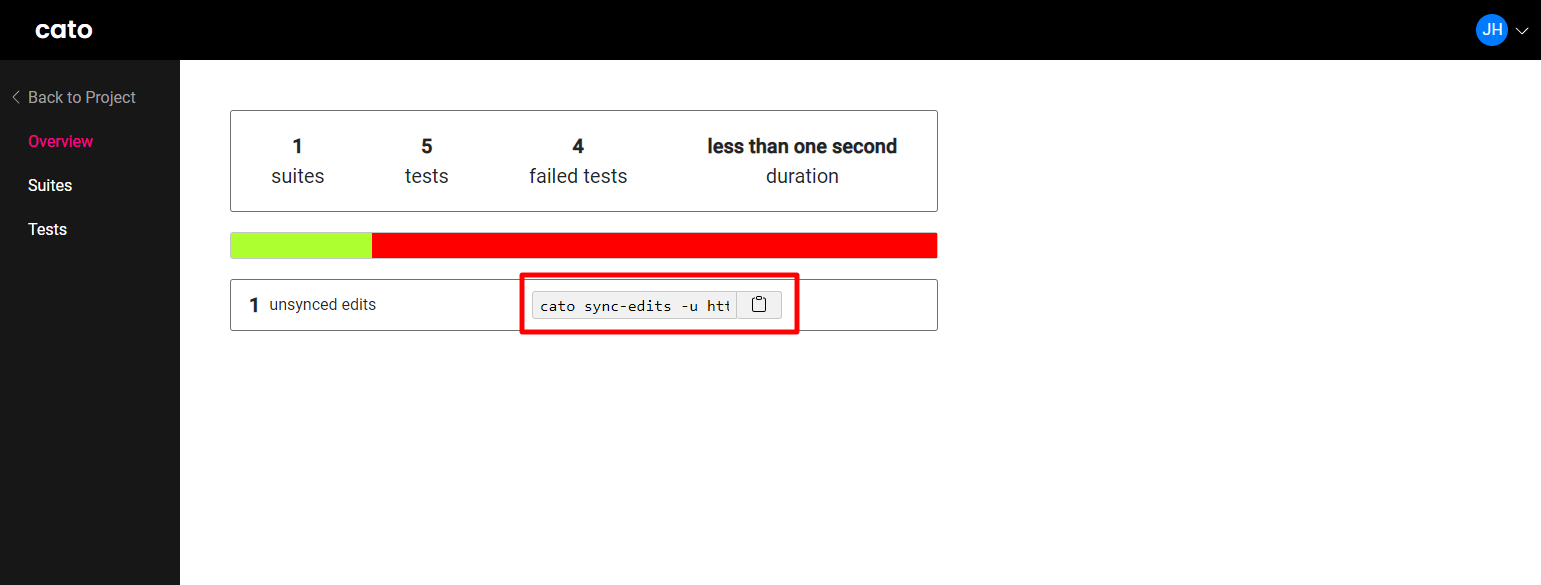 cato
JH
Back to Project
Overview
Suites
Tests
1 5 4 less than one second
suites tests failed tests duration
1 unsynced edits cato sync-edits -u htt